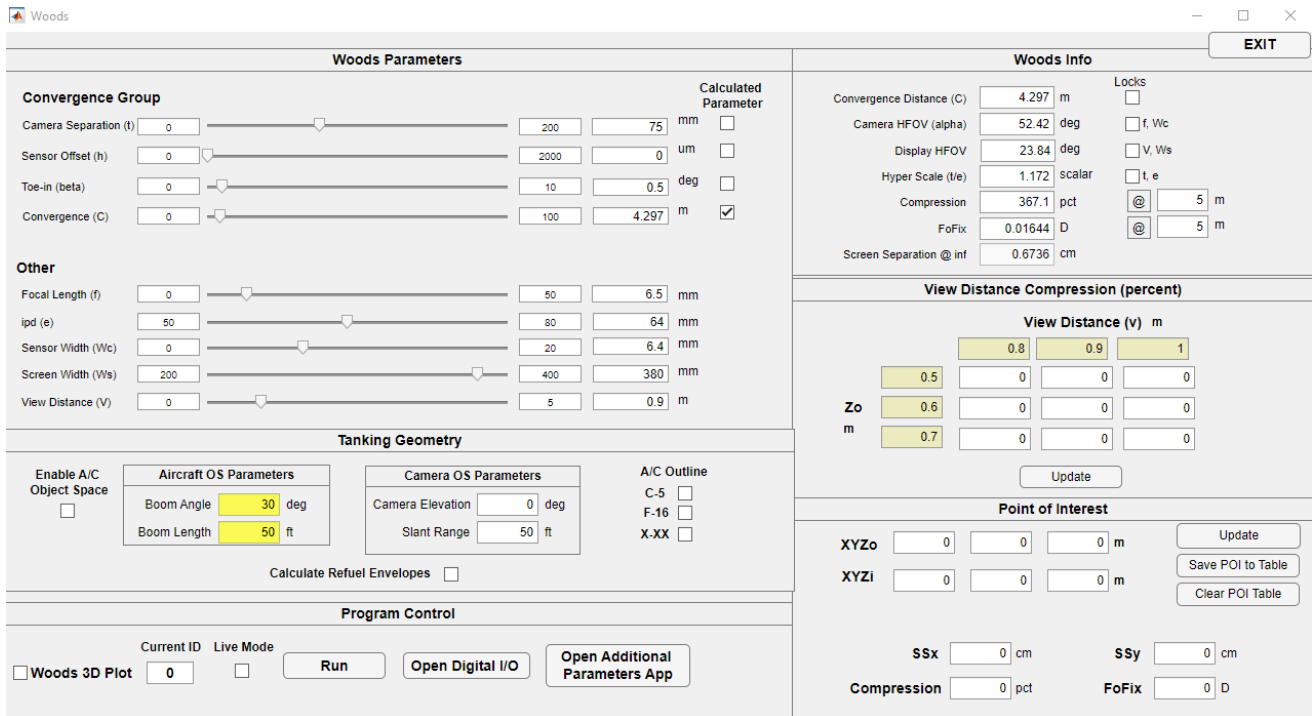 Woods
EXIT
Woods Parameters
Convergence Group
Calculated Parameter
Camera Separation (t) 0 200 75 mm
Sensor Offset (h) 0 2000 0 um
Toe-in (beta) 0 10 0.5 deg
Convergence (C) 0 100 4.297 m
Other
Focal Length (f) 0 50 6.5 mm
ipd (e) 50 80 64 mm
Sensor Width (Wc) 0 20 6.4 mm
Screen Width (Ws) 200 400 380 mm
View Distance (V) 0 5 0.9 m
Tanking Geometry
Enable A/C Object Space
Aircraft OS Parameters
Boom Angle 30 deg
Boom Length 50 ft
Camera OS Parameters
Camera Elevation 0 deg
Slant Range 50 ft
A/C Outline
C-5
F-16
X-XX
Calculate Refuel Envelopes
Program Control
Woods 3D Plot
Current ID
0
Live Mode
Run
Open Digital I/O
Open Additional
Parameters App
Woods Info
Locks
Convergence Distance (C) 4.297 m
Camera HFOV (alpha) 52.42 deg f, Wc
Display HFOV 23.84 deg V, Ws
Hyper Scale (t/e) 1.172 scalar t, e
Compression 367.1 pct @ 5 m
FoFix 0.01644 D @ 5 m
Screen Separation @ inf 0.6736 cm
View Distance Compression (percent)
View Distance (v) m
0.8 0.9 1
0.5 0 0 0
Zo 0.6 0 0 0
m 0.7 0 0 0
Update
Point of Interest
XYZo 0 0 0 m
XYZi 0 0 0 m
Update
Save POI to Table
Clear POI Table
SSx 0 cm SSy 0 cm
Compression 0 pct FoFix 0 D